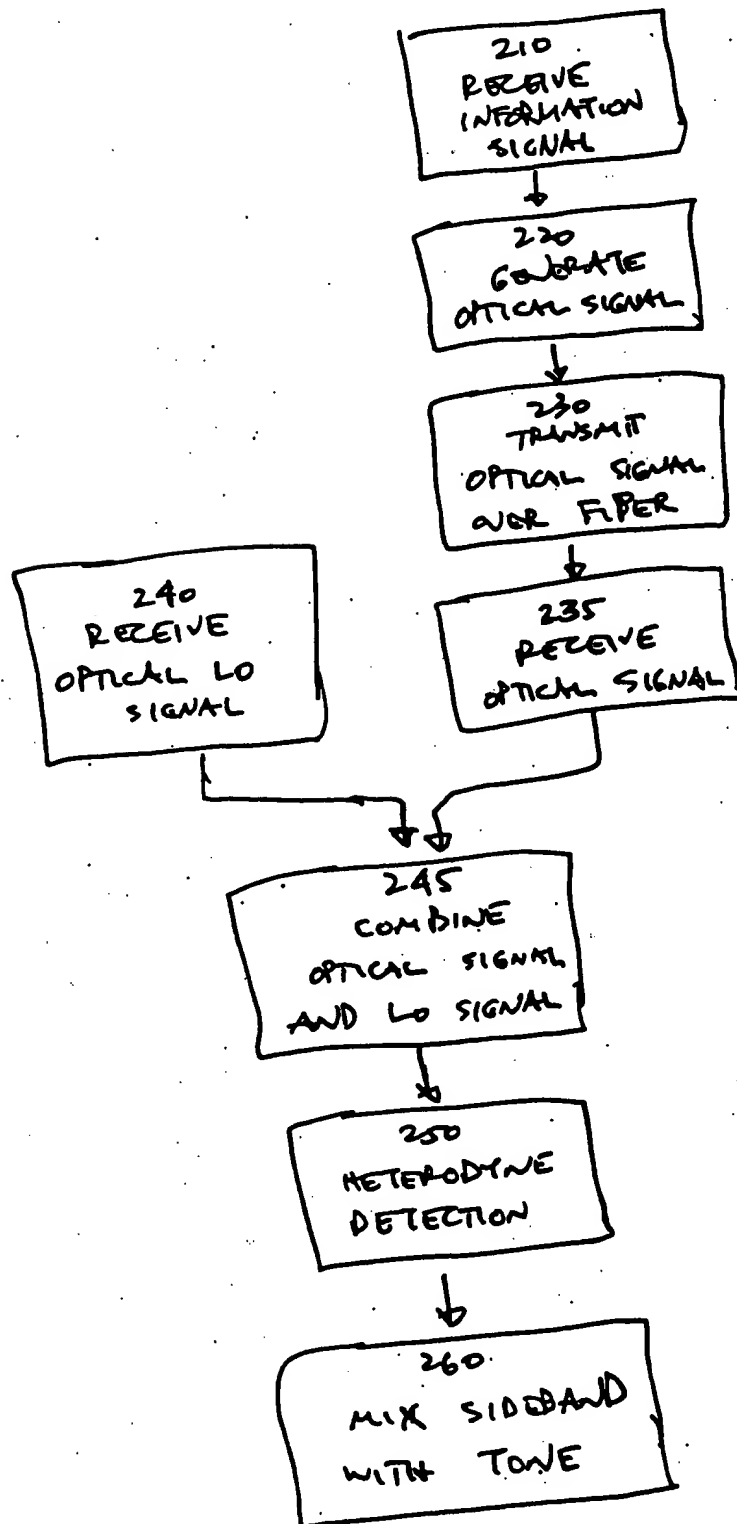 210
RECEIVE
INFORMATION
SIGNAL
220
GENERATE
OPTICAL SIGNAL
230
TRANSMIT
OPTICAL SIGNAL
OVER FIBER
240
RECEIVE
OPTICAL LO
SIGNAL
235
RECEIVE
OPTICAL SIGNAL
245
COMBINE
OPTICAL SIGNAL
AND LO SIGNAL
250
HETERODYNE
DETECTION
260
MIX SIDEBAND
WITH TONE